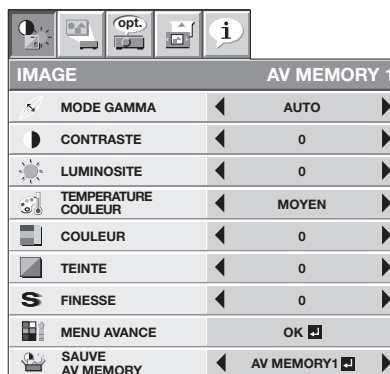 opt.
i
IMAGE AV MEMORY 1
MODE GAMMA AUTO
CONTRASTE 0
LUMINOSITE 0
TEMPERATURE
COULEUR MOYEN
COULEUR 0
TEINTE 0
S FINESSE 0
MENU AVANCE OK
SAUVE
AV MEMORY AV MEMORY1